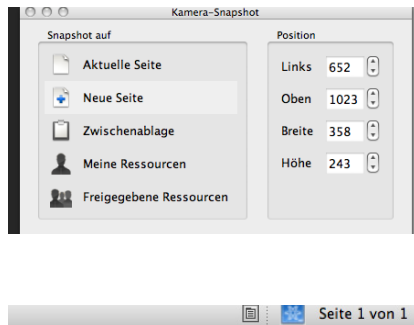 Kamera-Snapshot
Snapshot auf
Aktuelle Seite
Neue Seite
Zwischenablage
Meine Ressourcen
Freigegebene Ressourcen
Position
Links 652
Oben 1023
Breite 358
Höhe 243
Seite 1 von 1